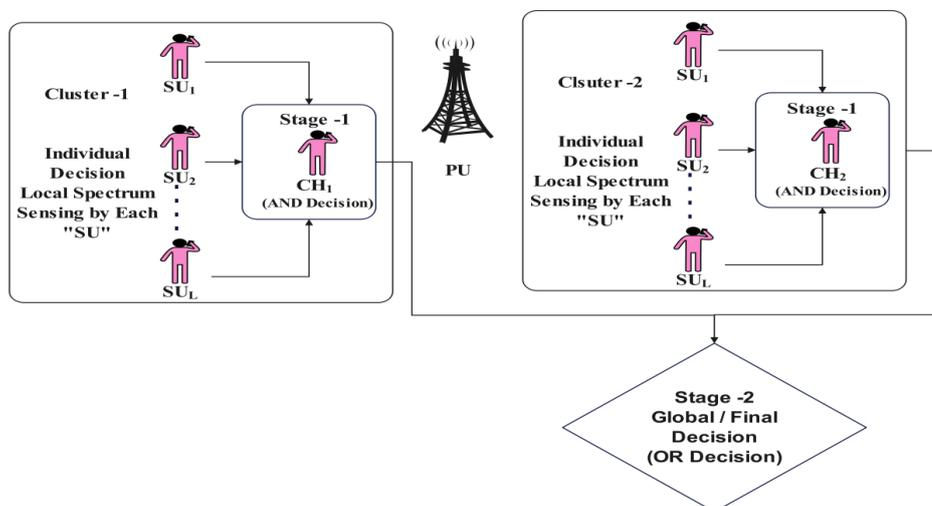 SU1
Cluster -1
Stage -1
Individual
Decision
Local Spectrum
Sensing by Each
"SU"
SU2
CH1
(AND Decision)
SUL
PU
SU1
Clsuter -2
Stage -1
Individual
Decision
Local Spectrum
Sensing by Each
"SU"
SU2
CH2
(AND Decision)
SUL
Stage -2
Global / Final
Decision
(OR Decision)